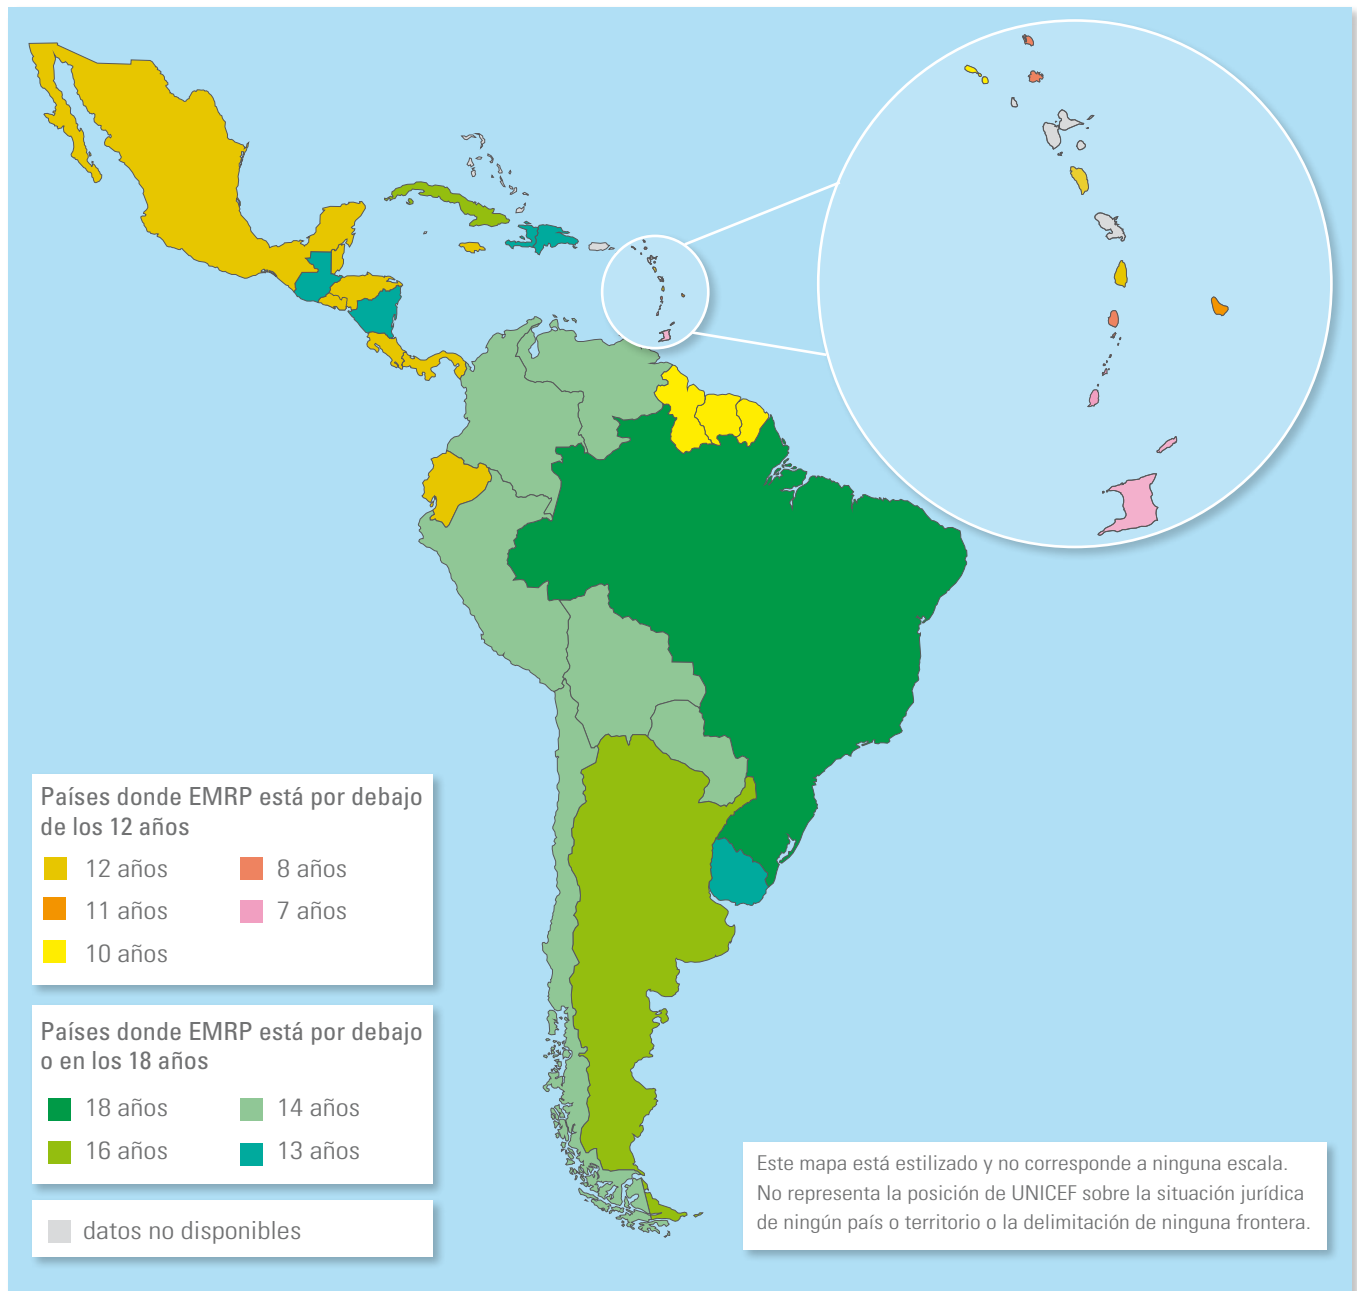 Países donde EMRP está por debajo
de los 12 años
12 años
8 años
11 años
7 años
10 años
Países donde EMRP está por debajo
o en los 18 años
18 años
14 años
16 años
13 años
datos no disponibles
Este mapa está estilizado y no corresponde a ninguna escala.
No representa la posición de UNICEF sobre la situación jurídica
de ningún país o territorio o la delimitación de ninguna frontera.